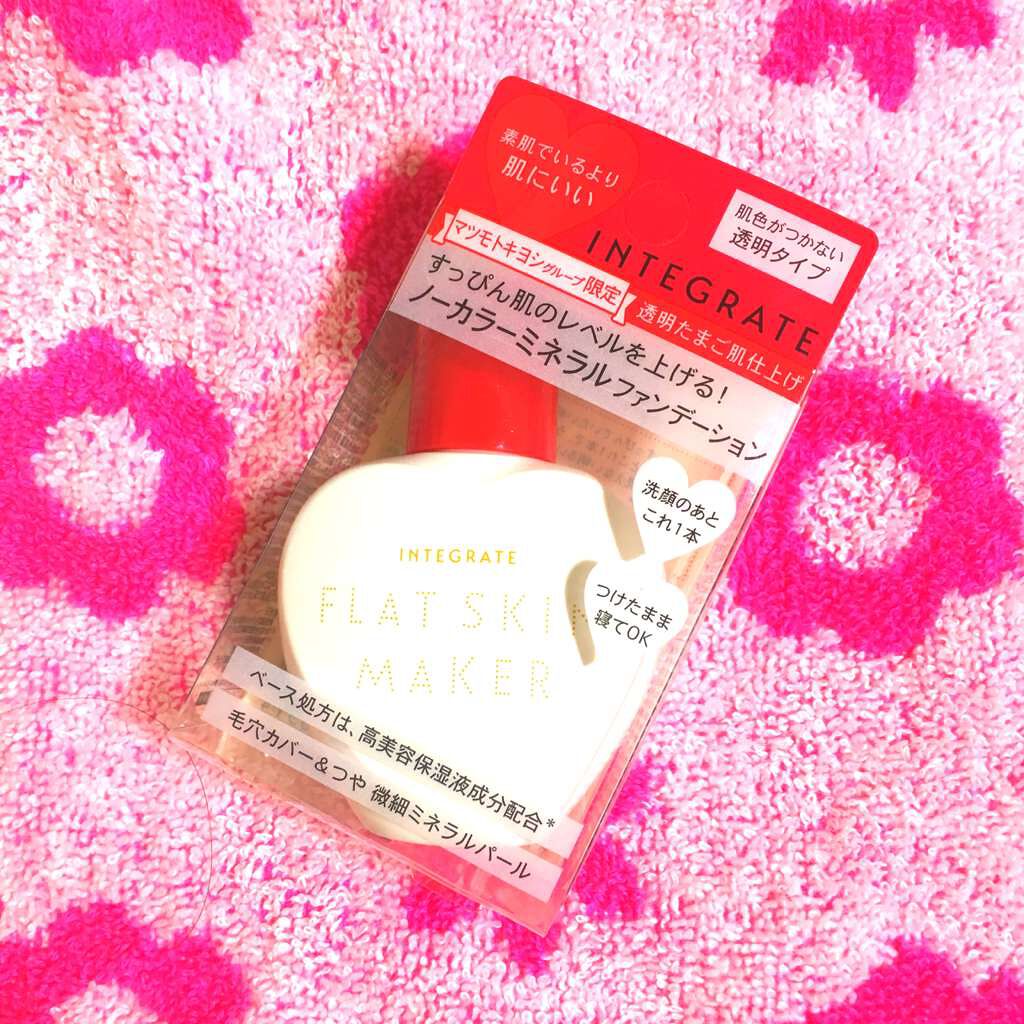 素肌でいるより
肌にいい
肌色がつかない
透明タイプ
INTEGRATE
マツモトキヨシグループ限定
透明たまご肌仕上げ
すっぴん肌のレベルを上げる!
ノーカラーミネラルファンデーション
洗顔のあと
これ1本
つけたまま
寝てOK
INTEGRATE
FLAT SKIN
MAKER
ベース処方は、高美容保湿液成分配合*
毛穴カバー&つや 微細ミネラルパール